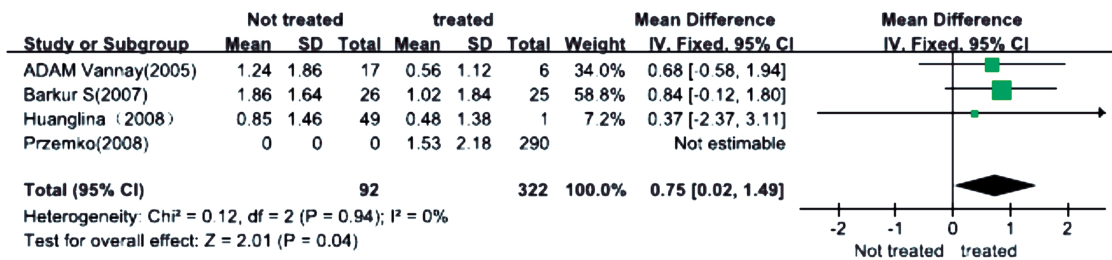 Not treated treated Mean Difference Mean Difference
Study or Subgroup Mean SD Total Mean SD Total Weight IV, Fixed, 95% CI IV, Fixed, 95% CI
ADAM Vannay(2005) 1.24 1.86 17 0.56 1.12 6 34.0% 0.68 [-0.58, 1.94]
Barkur S(2007) 1.86 1.64 26 1.02 1.84 25 58.8% 0.84 [-0.12, 1.80]
Huanglina（2008） 0.85 1.46 49 0.48 1.38 1 7.2% 0.37 [-2.37, 3.11]
Przemko(2008) 0 0 0 1.53 2.18 290 Not estimable
Total (95% CI) 92 322 100.0% 0.75 [0.02, 1.49]
Heterogeneity: Chi² = 0.12, df = 2 (P = 0.94); I² = 0%
Test for overall effect: Z = 2.01 (P = 0.04)
-2 -1 0 1 2
Not treated treated